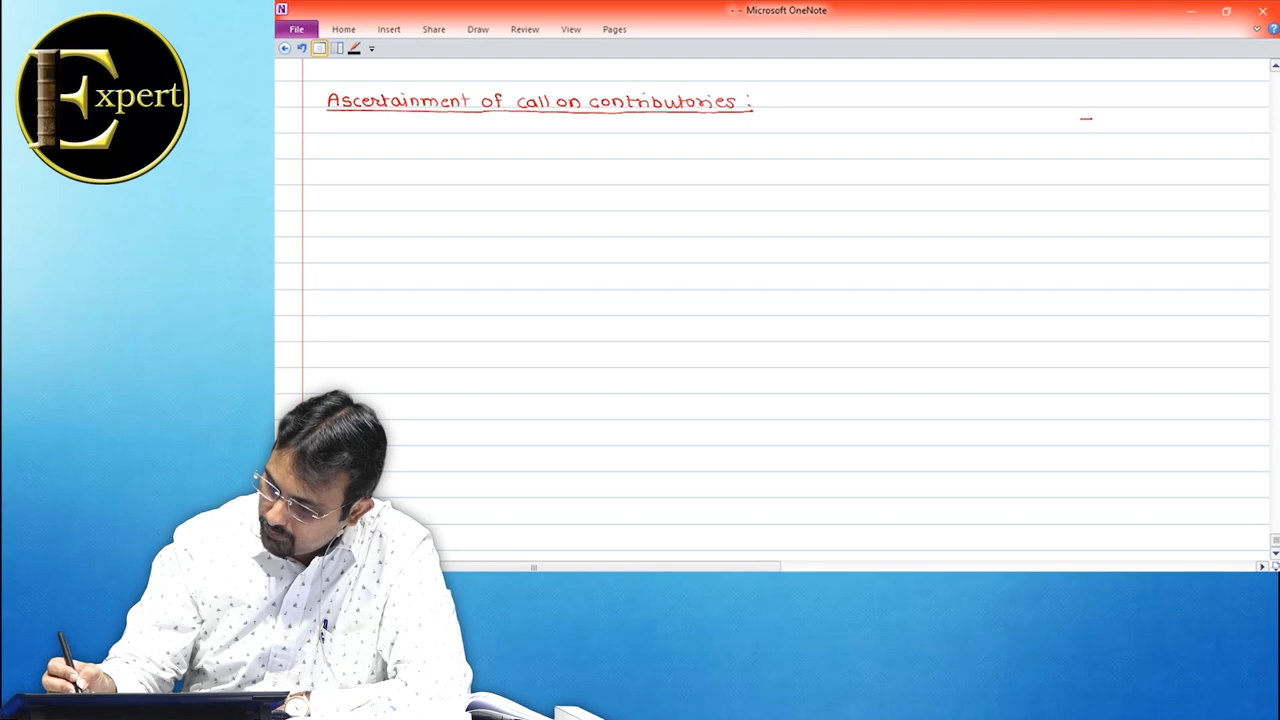 Expert
- - Microsoft OneNote
File Home Insert Share Draw Review View Pages
Ascertainment of call on contributories :